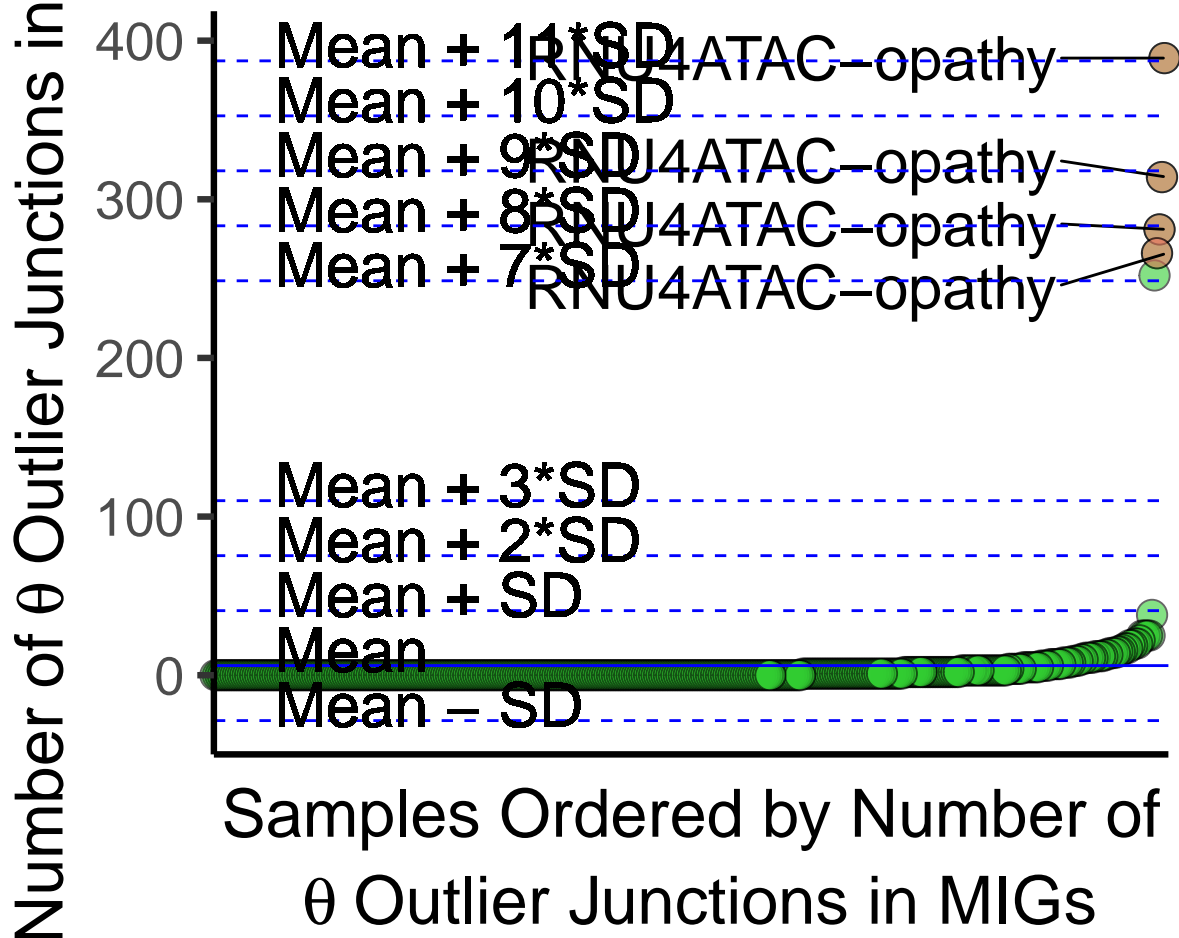 Number of θ Outlier Junctions in
400
300
200
100
0
Mean + 11*SD
RNU4ATAC−opathy
Mean + 10*SD
Mean + 9*SD
RNU4ATAC−opathy
Mean + 8*SD
RNU4ATAC−opathy
Mean + 7*SD
RNU4ATAC−opathy
Mean + 3*SD
Mean + 2*SD
Mean + SD
Mean
Mean − SD
Samples Ordered by Number of
θ Outlier Junctions in MIGs